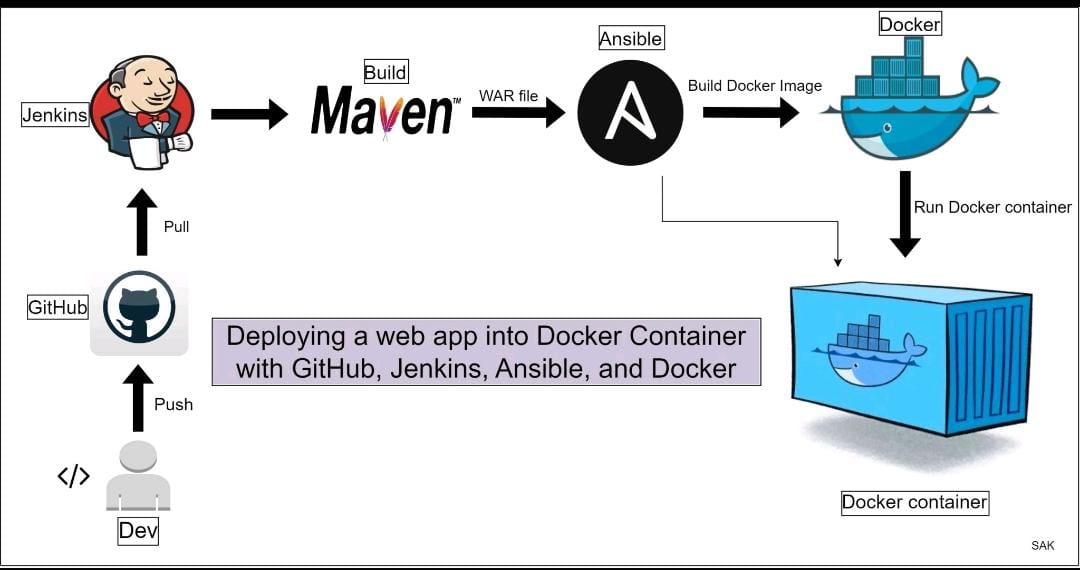 Docker
Ansible
Build
Maven™
WAR file
Build Docker Image
Jenkins
Pull
Run Docker container
GitHub
Deploying a web app into Docker Container
with GitHub, Jenkins, Ansible, and Docker
Push
</>
Dev
Docker container
SAK